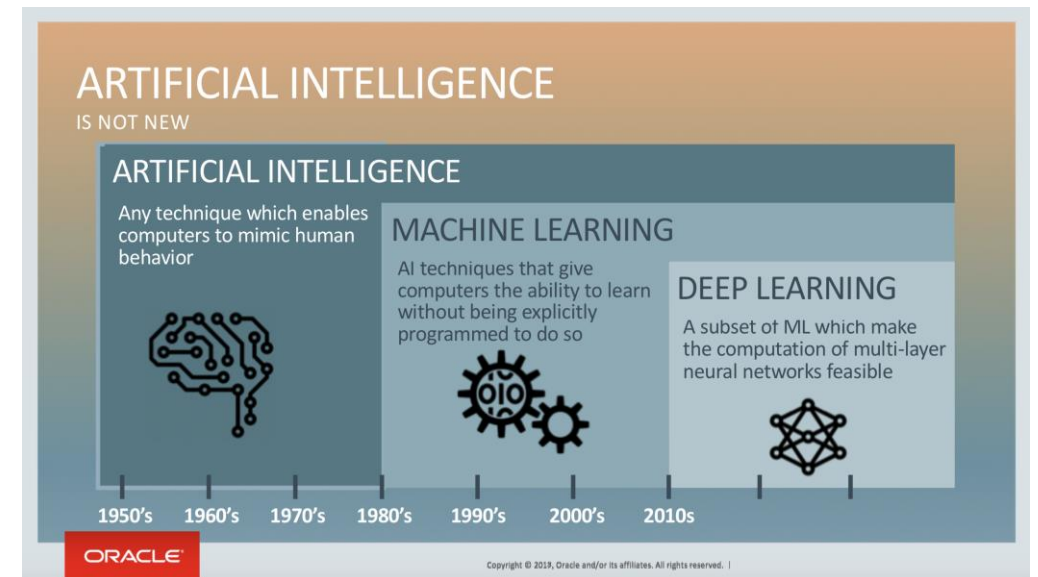 ARTIFICIAL INTELLIGENCE
IS NOT NEW
ARTIFICIAL INTELLIGENCE
Any technique which enables
computers to mimic human
behavior
MACHINE LEARNING
AI techniques that give
computers the ability to learn
without being explicitly
programmed to do so
DEEP LEARNING
A subset of ML which make
the computation of multi-layer
neural networks feasible
1950's 1960's 1970's 1980's 1990's 2000's 2010s
ORACLE
Copyright © Oracle and/or its affiliates. All rights reserved. |